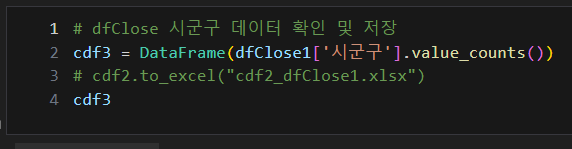 1 # dfClose 시군구 데이터 확인 및 저장
2 cdf3 = DataFrame(dfClose1['시군구'].value_counts())
3 # cdf2.to_excel("cdf2_dfClose1.xlsx")
4 cdf3